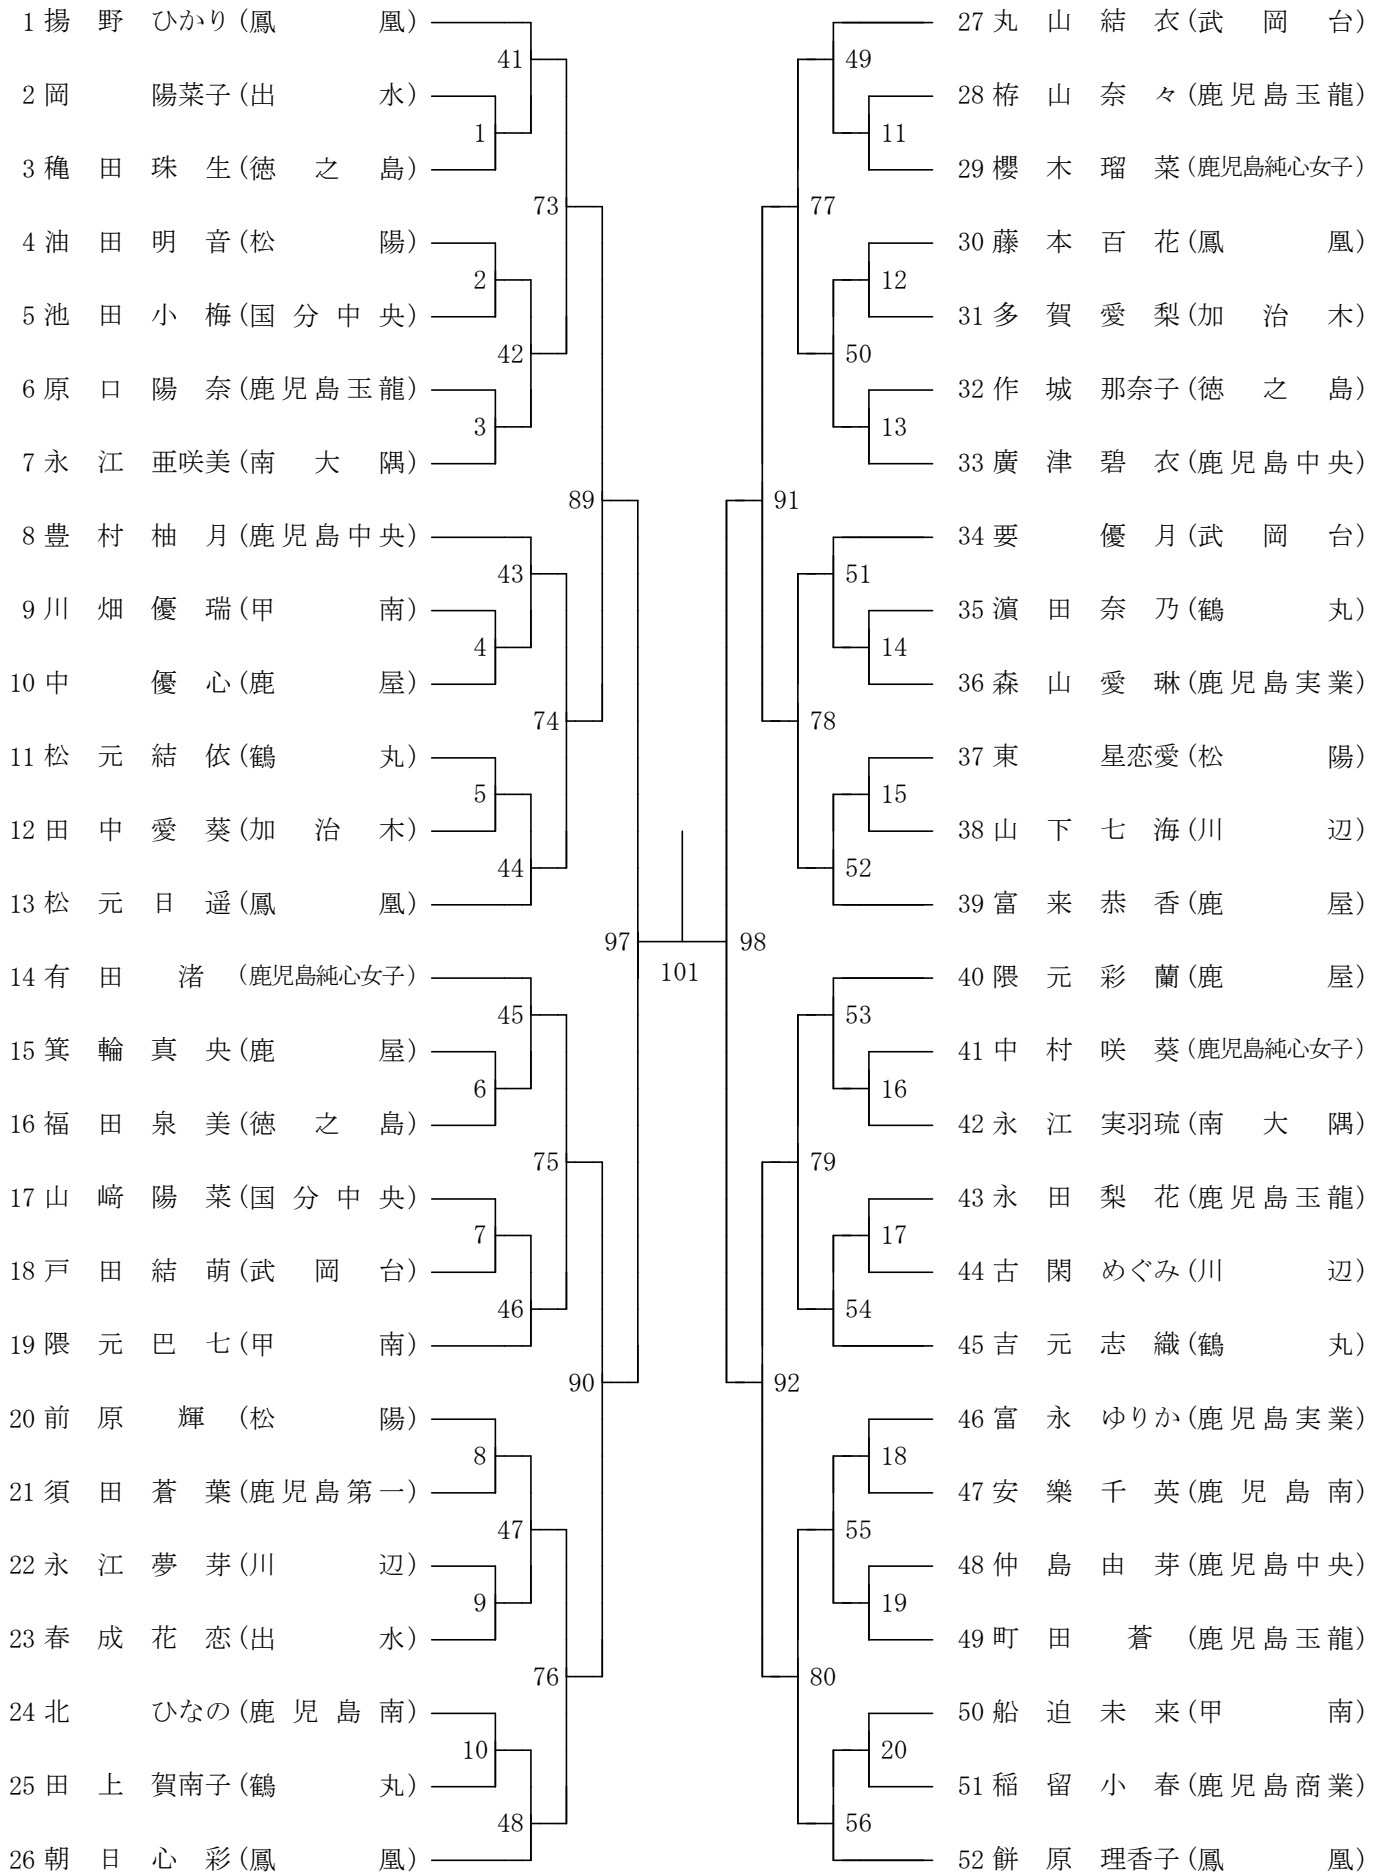 1 揚野 ひかり (鳳凰)
2 岡 陽菜子 (出水)
3 穐田 珠生 (徳之島)
4 油田 明音 (松陽)
5 池田 小梅 (国分中央)
6 原口 陽奈 (鹿児島玉龍)
7 永江 亜咲美 (南大隅)
8 豊村 柚月 (鹿児島中央)
9 川畑 優瑞 (甲南)
10 中 優心 (鹿屋)
11 松元 結依 (鶴丸)
12 田中 愛葵 (加治木)
13 松元 日遥 (鳳凰)
14 有田 渚 (鹿児島純心女子)
15 箕輪 真央 (鹿屋)
16 福田 泉美 (徳之島)
17 山﨑 陽菜 (国分中央)
18 戸田 結萌 (武岡台)
19 隈元 巴七 (甲南)
20 前原 輝 (松陽)
21 須田 蒼葉 (鹿児島第一)
22 永江 夢芽 (川辺)
23 春成 花恋 (出水)
24 北 ひなの (鹿児島南)
25 田上 賀南子 (鶴丸)
26 朝日 心彩 (鳳凰)
41
1
73
2
42
3
89
43
4
74
5
44
97
45
6
75
7
46
90
8
47
9
76
10
48
101
98
49
11
77
12
50
13
91
51
14
78
15
52
53
16
79
17
54
92
18
55
19
80
20
56
27 丸山 結衣 (武岡台)
28 栫山 奈々 (鹿児島玉龍)
29 櫻木 瑠菜 (鹿児島純心女子)
30 藤本 百花 (鳳凰)
31 多賀 愛梨 (加治木)
32 作城 那奈子 (徳之島)
33 廣津 碧衣 (鹿児島中央)
34 要 優月 (武岡台)
35 濵田 奈乃 (鶴丸)
36 森山 愛琳 (鹿児島実業)
37 東 星恋愛 (松陽)
38 山下 七海 (川辺)
39 富来 恭香 (鹿屋)
40 隈元 彩蘭 (鹿屋)
41 中村 咲葵 (鹿児島純心女子)
42 永江 実羽琉 (南大隅)
43 永田 梨花 (鹿児島玉龍)
44 古閑 めぐみ (川辺)
45 吉元 志織 (鶴丸)
46 富永 ゆりか (鹿児島実業)
47 安樂 千英 (鹿児島南)
48 仲島 由芽 (鹿児島中央)
49 町田 蒼 (鹿児島玉龍)
50 船迫 未来 (甲南)
51 稲留 小春 (鹿児島商業)
52 餅原 理香子 (鳳凰)